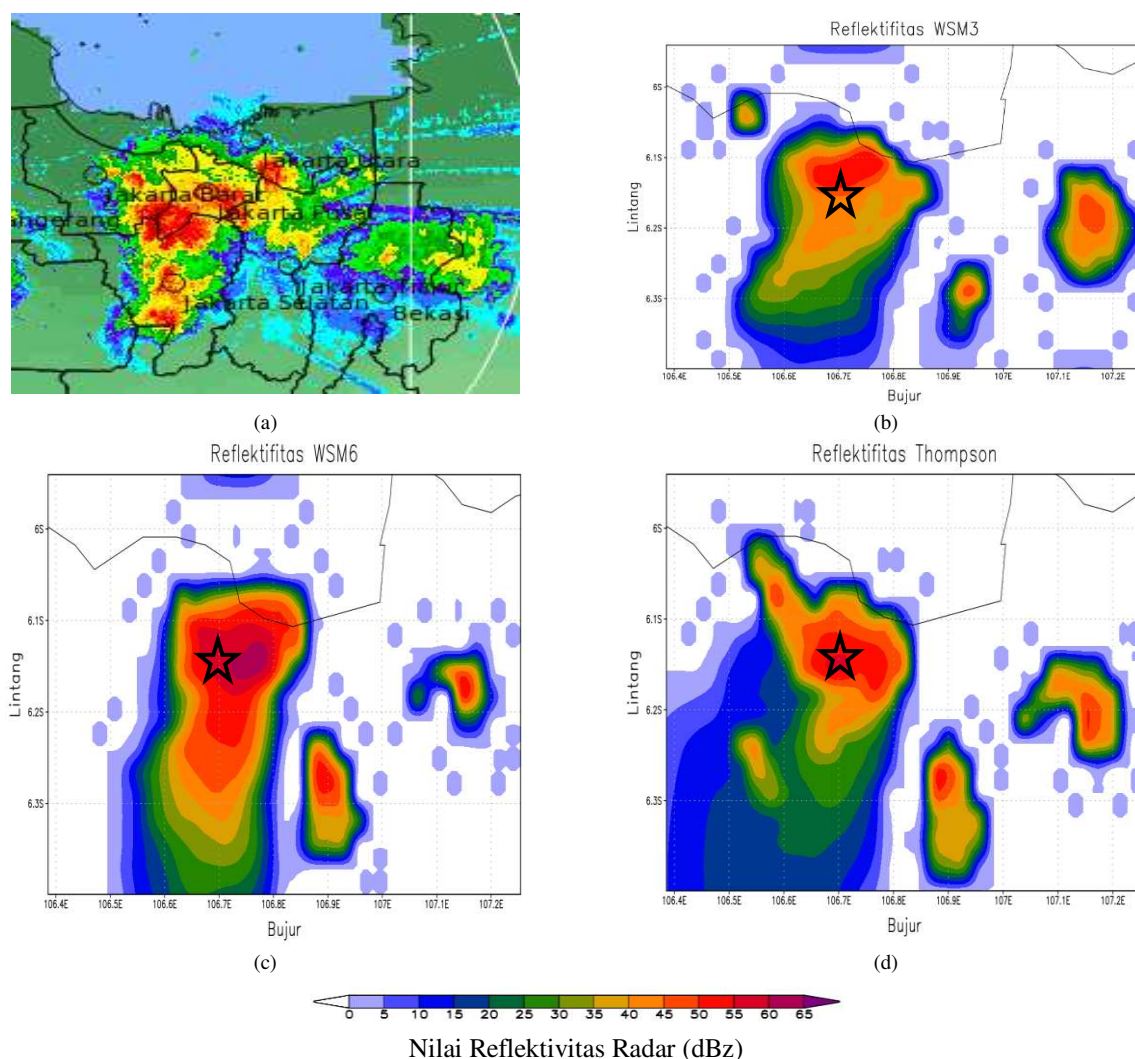 Jakarta Utara
Jakarta Barat
Jakarta Pusat
Jakarta Timur
Jakarta Selatan
Bekasi
(a)
Reflektifitas WSM3
Lintang
6S
6.1S
6.2S
6.3S
106.4E 106.5E 106.6E 106.7E 106.8E 106.9E 107E 107.1E 107.2E
Bujur
(b)
Reflektifitas WSM6
Lintang
6S
6.1S
6.2S
6.3S
106.4E 106.5E 106.6E 106.7E 106.8E 106.9E 107E 107.1E 107.2E
Bujur
(c)
Reflektifitas Thompson
Lintang
6S
6.1S
6.2S
6.3S
106.4E 106.5E 106.6E 106.7E 106.8E 106.9E 107E 107.1E 107.2E
Bujur
(d)
0 5 10 15 20 25 30 35 40 45 50 55 60 65
Nilai Reflektivitas Radar (dBz)